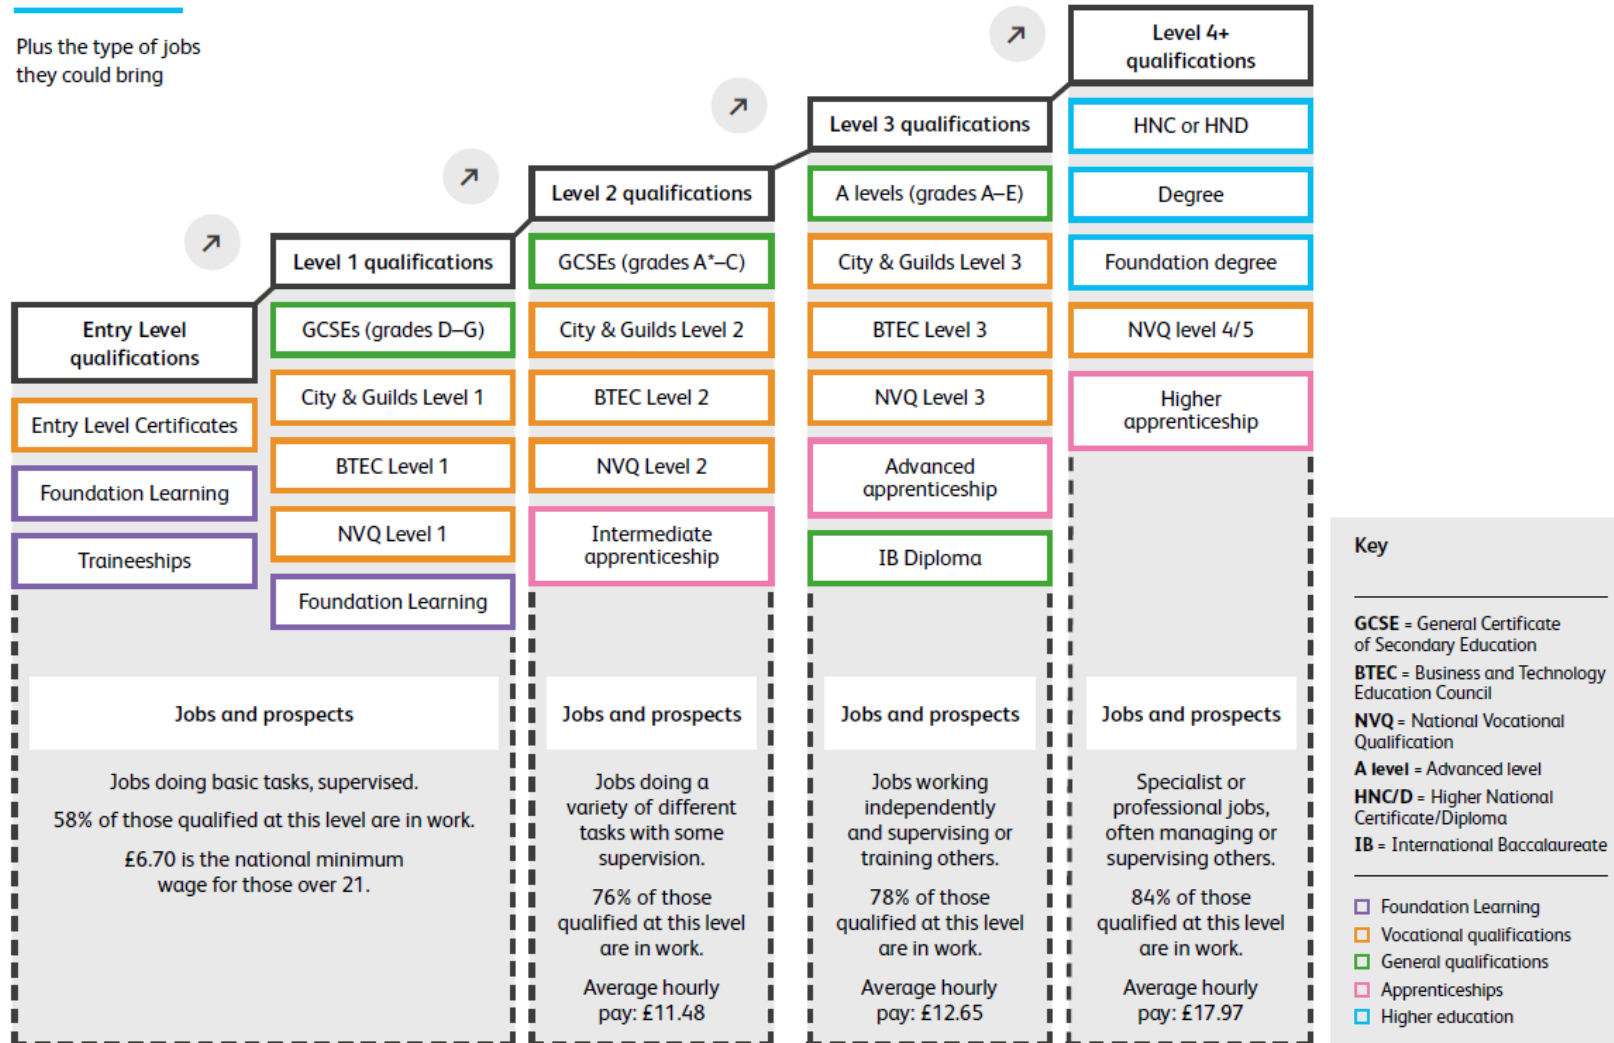 Plus the type of jobs
they could bring
Entry Level
qualifications
Entry Level Certificates
Foundation Learning
Traineeships
Level 1 qualifications
GCSEs (grades D–G)
City & Guilds Level 1
BTEC Level 1
NVQ Level 1
Foundation Learning
Jobs and prospects
Jobs doing basic tasks, supervised.
58% of those qualified at this level are in work.
£6.70 is the national minimum
wage for those over 21.
Level 2 qualifications
GCSEs (grades A*–C)
City & Guilds Level 2
BTEC Level 2
NVQ Level 2
Intermediate
apprenticeship
Jobs and prospects
Jobs doing a
variety of different
tasks with some
supervision.
76% of those
qualified at this level
are in work.
Average hourly
pay: £11.48
Level 3 qualifications
A levels (grades A–E)
City & Guilds Level 3
BTEC Level 3
NVQ Level 3
Advanced
apprenticeship
IB Diploma
Jobs and prospects
Jobs working
independently
and supervising or
training others.
78% of those
qualified at this level
are in work.
Average hourly
pay: £12.65
Level 4+
qualifications
HNC or HND
Degree
Foundation degree
NVQ level 4/5
Higher
apprenticeship
Jobs and prospects
Specialist or
professional jobs,
often managing or
supervising others.
84% of those
qualified at this level
are in work.
Average hourly
pay: £17.97
Key
GCSE = General Certificate
of Secondary Education
BTEC = Business and Technology
Education Council
NVQ = National Vocational
Qualification
A level = Advanced level
HNC/D = Higher National
Certificate/Diploma
IB = International Baccalaureate
Foundation Learning
Vocational qualifications
General qualifications
Apprenticeships
Higher education